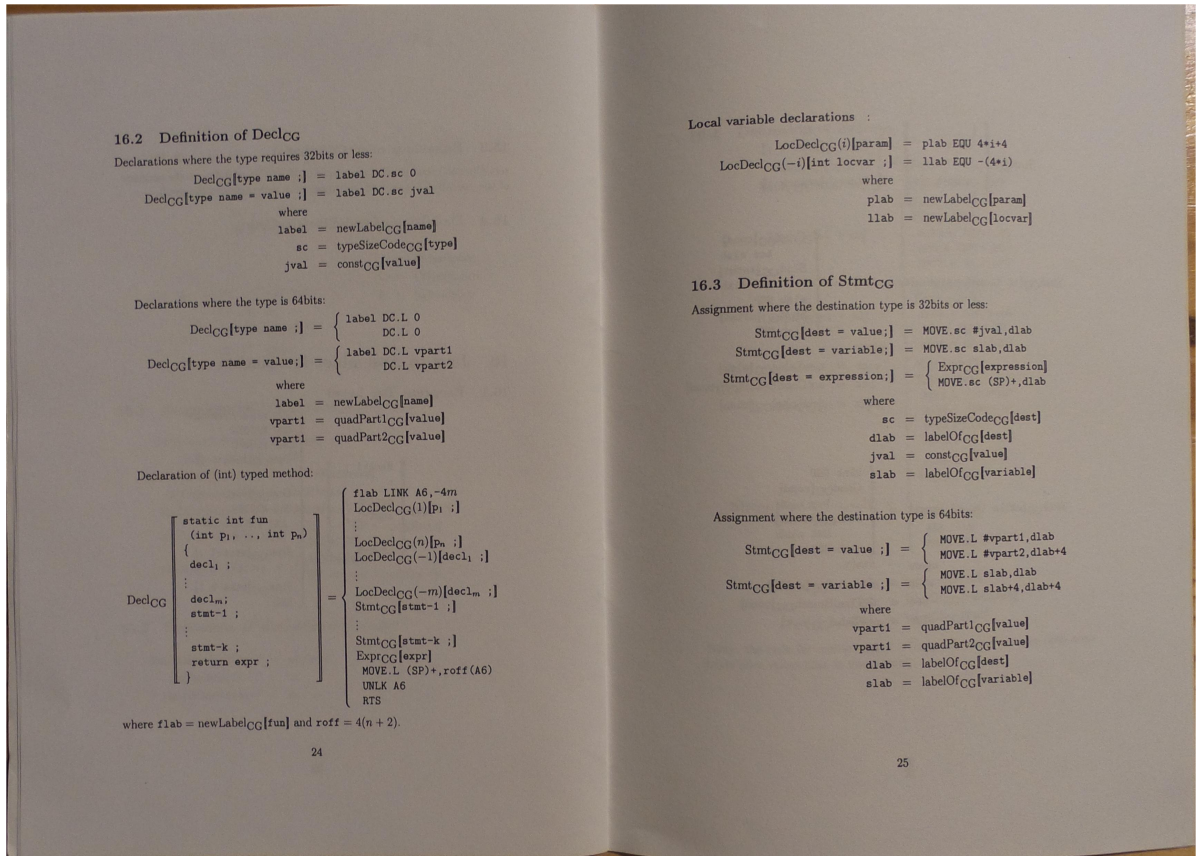 16.2 Definition of DeclCG
Declarations where the type requires 32bits or less:
DeclCG⟦type name ;⟧ = label DC.sc 0
DeclCG⟦type name = value ;⟧ = label DC.sc jval
where
label = newLabelCG⟦name⟧
sc = typeSizeCodeCG⟦type⟧
jval = constCG⟦value⟧
Declarations where the type is 64bits:
DeclCG⟦type name ;⟧ = { label DC.L 0
DC.L 0
DeclCG⟦type name = value;⟧ = { label DC.L vpart1
DC.L vpart2
where
label = newLabelCG⟦name⟧
vpart1 = quadPart1CG⟦value⟧
vpart1 = quadPart2CG⟦value⟧
Declaration of (int) typed method:
DeclCG
static int fun
(int p₁, .., int pₙ)
{
decl₁ ;
⋮
declₘ;
stmt-1 ;
⋮
stmt-k ;
return expr ;
}
=
flab LINK A6,-4m
LocDeclCG(1)⟦p₁ ;⟧
⋮
LocDeclCG(n)⟦pₙ ;⟧
LocDeclCG(−1)⟦decl₁ ;⟧
⋮
LocDeclCG(−m)⟦declₘ ;⟧
StmtCG⟦stmt-1 ;⟧
⋮
StmtCG⟦stmt-k ;⟧
ExprCG⟦expr⟧
MOVE.L (SP)+,roff(A6)
UNLK A6
RTS
where flab = newLabelCG⟦fun⟧ and roff = 4(n + 2).
24
Local variable declarations :
LocDeclCG(i)⟦param⟧ = plab EQU 4*i+4
LocDeclCG(−i)⟦int locvar ;⟧ = llab EQU -(4*i)
where
plab = newLabelCG⟦param⟧
llab = newLabelCG⟦locvar⟧
16.3 Definition of StmtCG
Assignment where the destination type is 32bits or less:
StmtCG⟦dest = value;⟧ = MOVE.sc #jval,dlab
StmtCG⟦dest = variable;⟧ = MOVE.sc slab,dlab
StmtCG⟦dest = expression;⟧ = { ExprCG⟦expression⟧
MOVE.sc (SP)+,dlab
where
sc = typeSizeCodeCG⟦dest⟧
dlab = labelOfCG⟦dest⟧
jval = constCG⟦value⟧
slab = labelOfCG⟦variable⟧
Assignment where the destination type is 64bits:
StmtCG⟦dest = value ;⟧ = { MOVE.L #vpart1,dlab
MOVE.L #vpart2,dlab+4
StmtCG⟦dest = variable ;⟧ = { MOVE.L slab,dlab
MOVE.L slab+4,dlab+4
where
vpart1 = quadPart1CG⟦value⟧
vpart1 = quadPart2CG⟦value⟧
dlab = labelOfCG⟦dest⟧
slab = labelOfCG⟦variable⟧
25